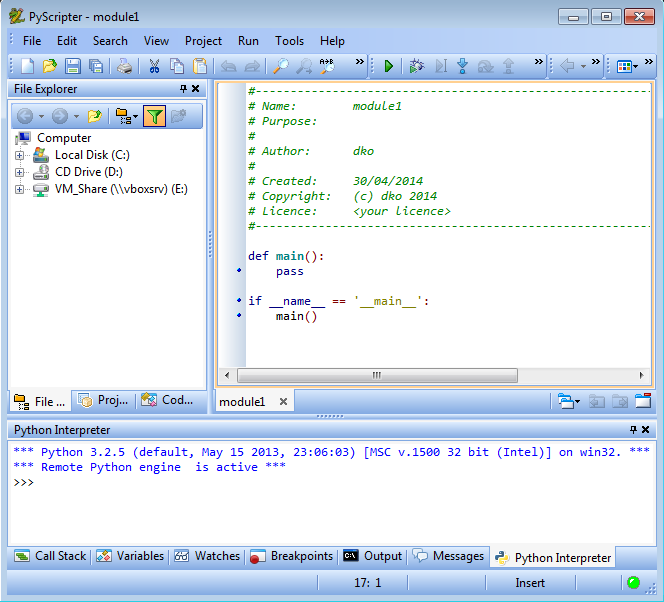 PyScripter - module1
File Edit Search View Project Run Tools Help
File Explorer
Computer
Local Disk (C:)
CD Drive (D:)
VM_Share (\\vboxsrv) (E:)
File ...
Proj...
Cod...
#---------------------------------------------------------
# Name:        module1
# Purpose:
#
# Author:      dko
#
# Created:     30/04/2014
# Copyright:   (c) dko 2014
# Licence:     <your licence>
#---------------------------------------------------------
def main():
    pass
if __name__ == '__main__':
    main()
module1
Python Interpreter
*** Python 3.2.5 (default, May 15 2013, 23:06:03) [MSC v.1500 32 bit (Intel)] on win32. ***
*** Remote Python engine  is active ***
>>>
Call Stack Variables Watches Breakpoints Output Messages Python Interpreter
17: 1 Insert